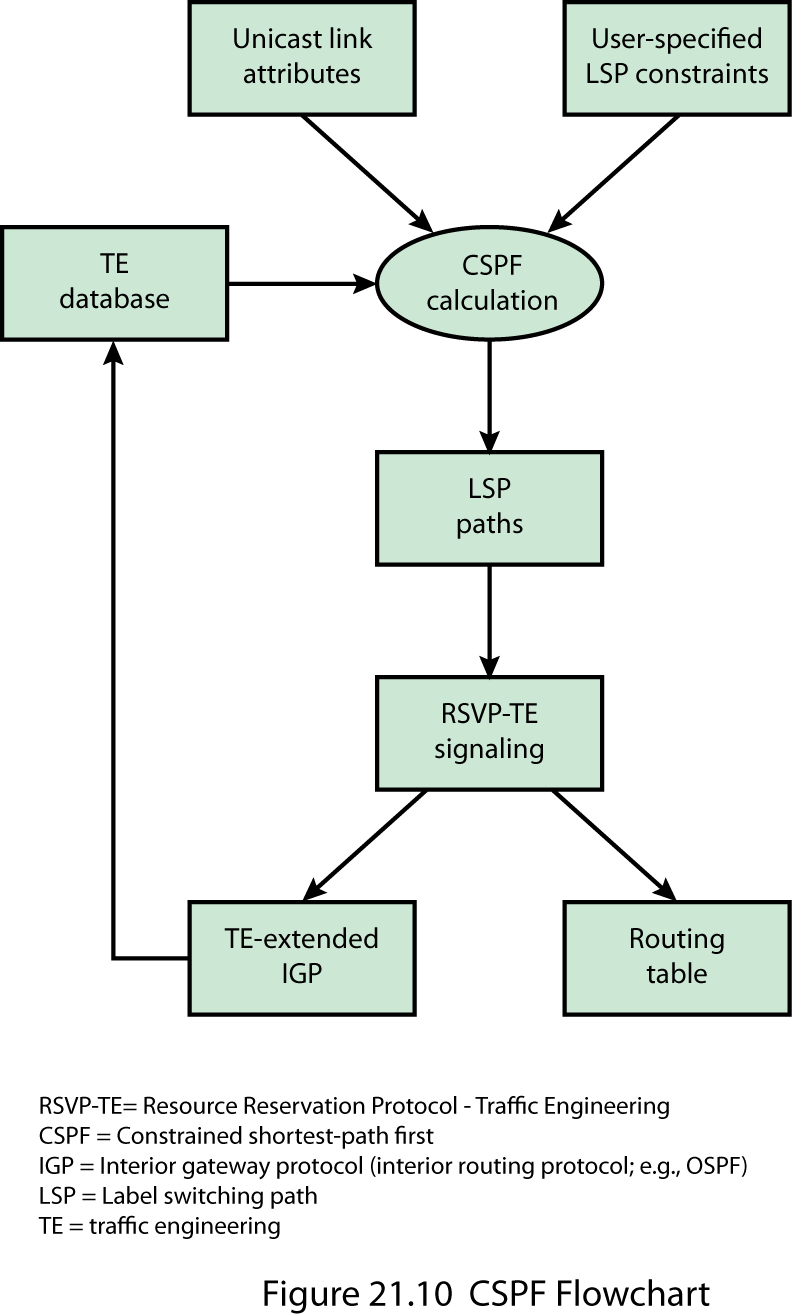 Unicast link
attributes
User-specified
LSP constraints
TE
database
CSPF
calculation
LSP
paths
RSVP-TE
signaling
TE-extended
IGP
Routing
table
RSVP-TE= Resource Reservation Protocol - Traffic Engineering
CSPF = Constrained shortest-path first
IGP = Interior gateway protocol (interior routing protocol; e.g., OSPF)
LSP = Label switching path
TE = traffic engineering
Figure 21.10 CSPF Flowchart